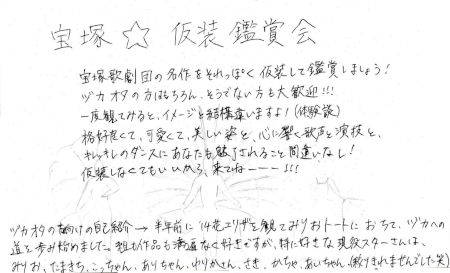 宝塚☆仮装鑑賞会
宝塚歌劇団の名作をそれっぽく仮装して鑑賞しましょう!
ヅカオタの方はもちろん、そうでない方も大歓迎!!!
一度観てみると、イメージと結構違いますよ!(体験談)
格好良くて、可愛くて、美しい姿と、心に響く歌声と演技と、
キレッキレのダンスにあなたも魅了されること間違いなし!
仮装しなくてもいいから、来てねーーー!!!
ヅカオタの方向けの自己紹介→半年前に'14花エリザを観てみりおトートにおちて、ヅカへの
道を歩み始めました。組も作品も満遍なく好きですが、特に好きな現役スターさんは、
みりお、たまきち、こっちゃん、ありちゃん、ゆりかさん、さき、かちゃ、あいちゃん(絞りきれませんでした笑)